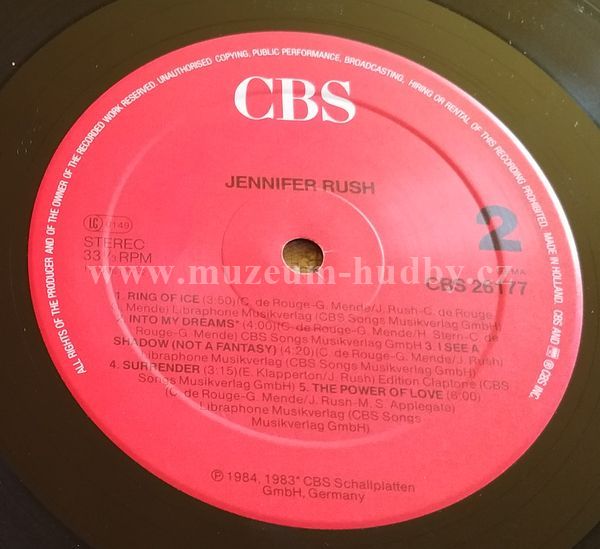 ALL RIGHTS OF THE PRODUCER AND OF THE OWNER OF THE RECORDED WORK RESERVED. UNAUTHORISED COPYING, PUBLIC PERFORMANCE, BROADCASTING, HIRING OR RENTAL OF THIS RECORDING PROHIBITED. MADE IN HOLLAND. CBS AND ARE ℗ CBS INC.
CBS
JENNIFER RUSH
LC 0149
STEREO
33⅓ RPM
2
CBS 26177
www.muzeum-hudby.cz
1. RING OF ICE (3:50)(C. de Rouge-G. Mende/J. Rush-C. de Rouge-
Mende) Libraphone Musikverlag (CBS Songs Musikverlag GmbH)
2. INTO MY DREAMS* (4:00)(C. de Rouge-G. Mende/H. Stern-C. de
Rouge-G. Mende) (CBS Songs Musikverlag GmbH) 3. I SEE A
SHADOW (NOT A FANTASY) (4:20)(C. de Rouge-G. Mende/J. Rush)
Libraphone Musikverlag (CBS Songs Musikverlag GmbH)
4. SURRENDER (3:15)(E. Klapperton/J. Rush) Edition Claptone (CBS
Songs Musikverlag GmbH) 5. THE POWER OF LOVE (6:00)
(C. de Rouge-G. Mende/J. Rush-M. S. Applegate)
Libraphone Musikverlag (CBS Songs
Musikverlag GmbH)
℗ 1984, 1983* CBS Schallplatten
GmbH, Germany